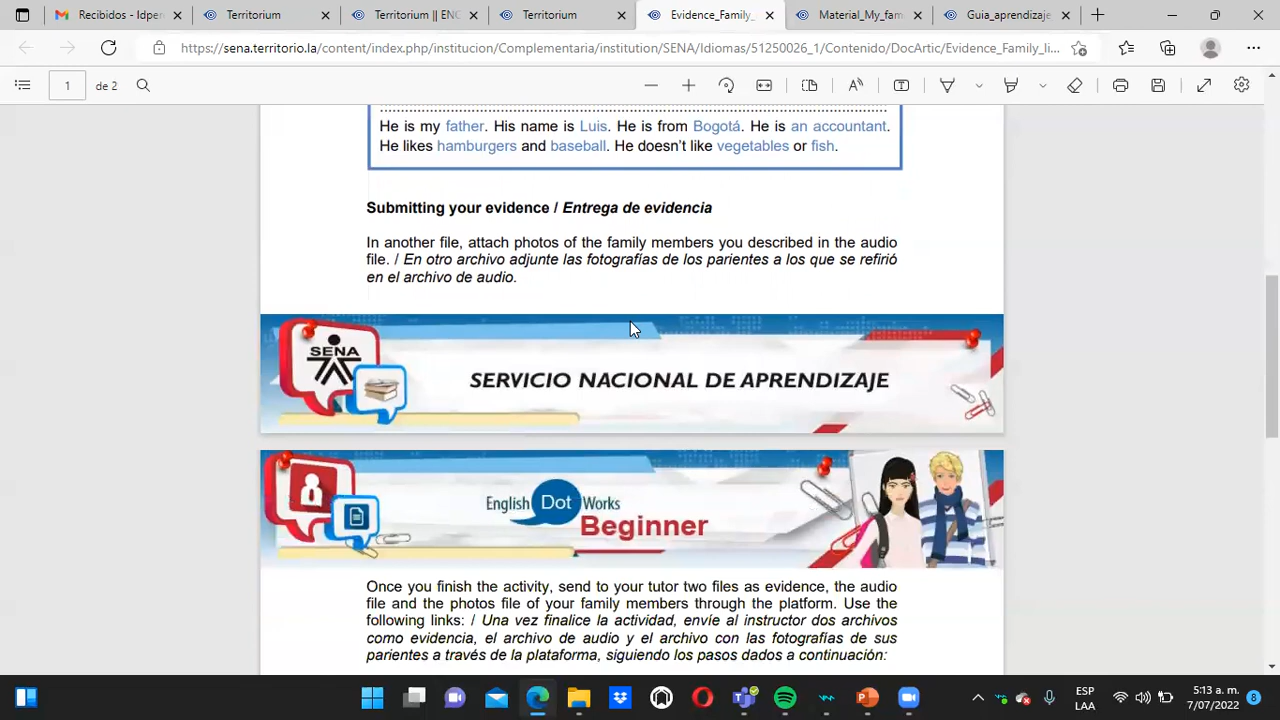 Recibidos - Idpen
Territorium
Territorium || ENC
Territorium
Evidence_Family_
Material_My_fam
Guia_aprendizaje
https://sena.territorio.la/content/index.php/institucion/Complementaria/institution/SENA/Idiomas/51250026_1/Contenido/DocArtic/Evidence_Family_li...
1 de 2
He is my father. His name is Luis. He is from Bogotá. He is an accountant.
He likes hamburgers and baseball. He doesn't like vegetables or fish.
Submitting your evidence / Entrega de evidencia
In another file, attach photos of the family members you described in the audio
file. / En otro archivo adjunte las fotografías de los parientes a los que se refirió
en el archivo de audio.
SENA
SERVICIO NACIONAL DE APRENDIZAJE
English Dot Works
Beginner
Once you finish the activity, send to your tutor two files as evidence, the audio
file and the photos file of your family members through the platform. Use the
following links: / Una vez finalice la actividad, envíe al instructor dos archivos
como evidencia, el archivo de audio y el archivo con las fotografías de sus
parientes a través de la plataforma, siguiendo los pasos dados a continuación:
ESP
LAA
5:13 a. m.
7/07/2022
8